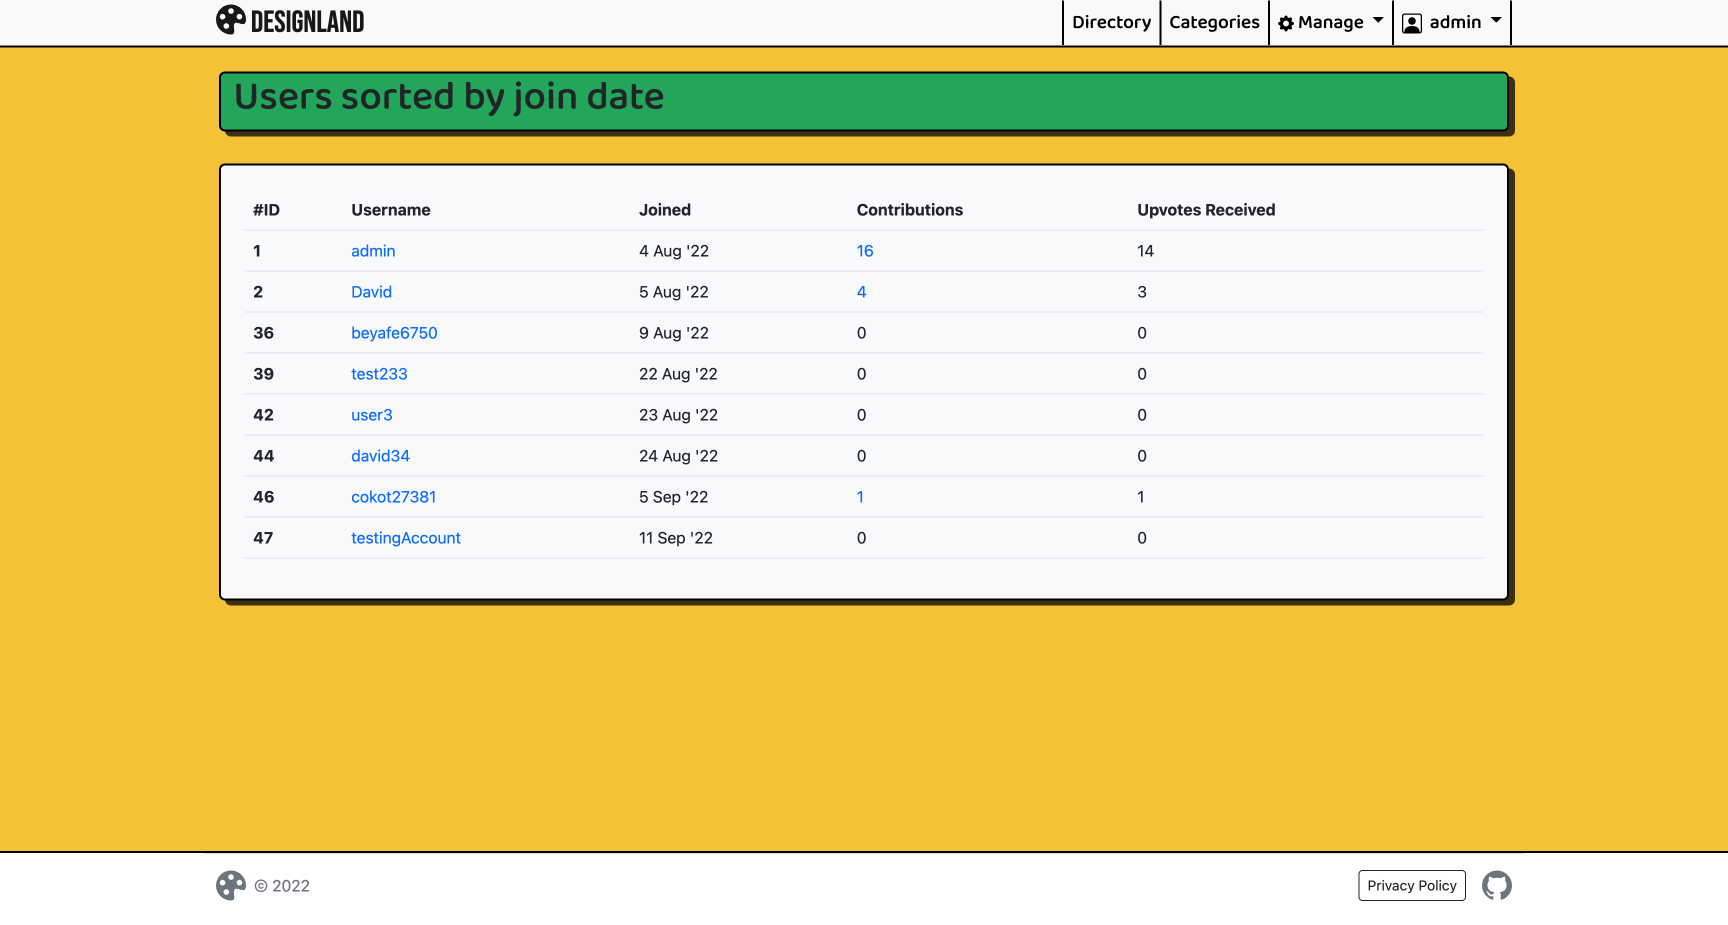 DESIGNLAND Directory Categories Manage admin
Users sorted by join date
#ID Username Joined Contributions Upvotes Received
1 admin 4 Aug '22 16 14
2 David 5 Aug '22 4 3
36 beyafe6750 9 Aug '22 0 0
39 test233 22 Aug '22 0 0
42 user3 23 Aug '22 0 0
44 david34 24 Aug '22 0 0
46 cokot27381 5 Sep '22 1 1
47 testingAccount 11 Sep '22 0 0
© 2022 Privacy Policy